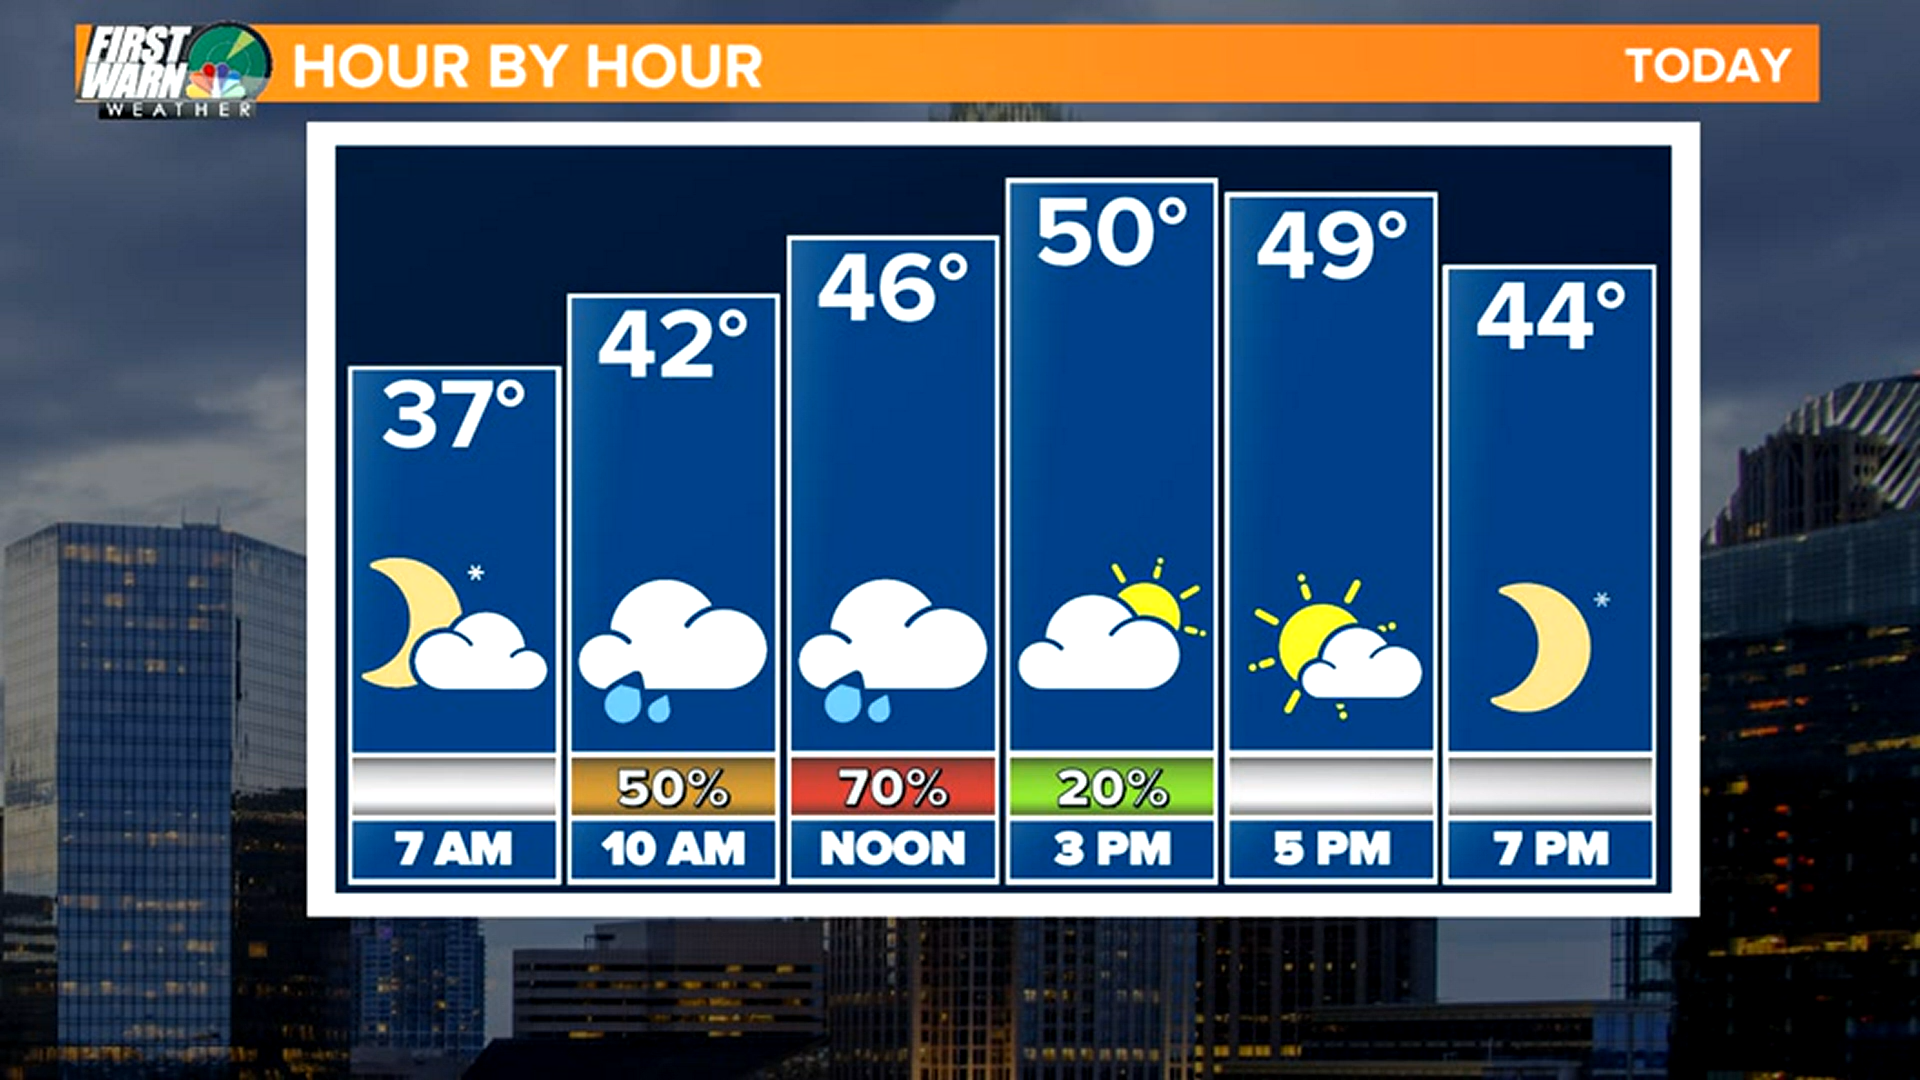 FIRST
WARN
WEATHER
HOUR BY HOUR
TODAY
37°
42°
46°
50°
49°
44°
50%
70%
20%
7 AM
10 AM
NOON
3 PM
5 PM
7 PM